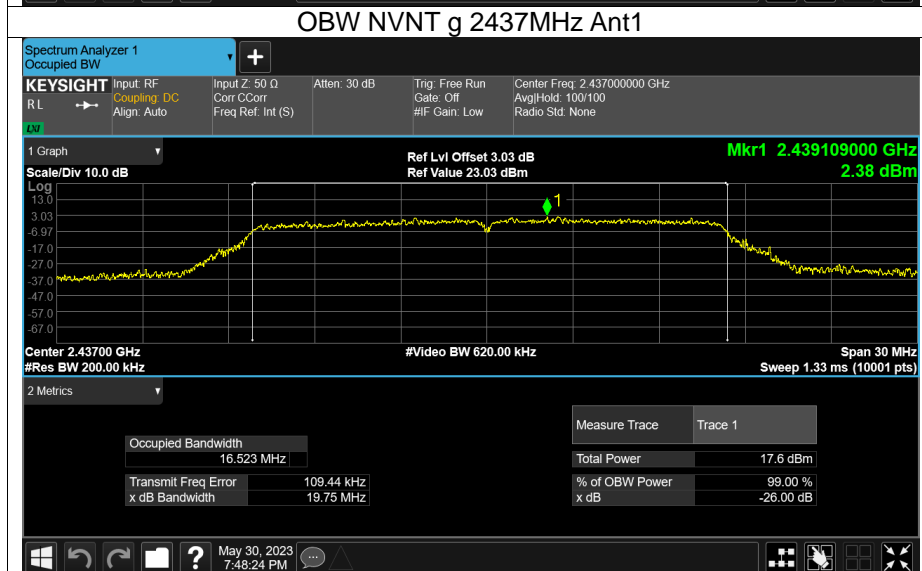 OBW NVNT g 2437MHz Ant1
Spectrum Analyzer 1
Occupied BW
+
KEYSIGHT
R L
LXI
Input: RF
Coupling: DC
Align: Auto
Input Z: 50 Ω
Corr CCorr
Freq Ref: Int (S)
Atten: 30 dB
Trig: Free Run
Gate: Off
#IF Gain: Low
Center Freq: 2.437000000 GHz
Avg|Hold: 100/100
Radio Std: None
1 Graph
Scale/Div 10.0 dB
Ref Lvl Offset 3.03 dB
Ref Value 23.03 dBm
Mkr1 2.439109000 GHz
2.38 dBm
Log
13.0
3.03
-6.97
-17.0
-27.0
-37.0
-47.0
-57.0
-67.0
1
Center 2.43700 GHz
#Res BW 200.00 kHz
#Video BW 620.00 kHz
Span 30 MHz
Sweep 1.33 ms (10001 pts)
2 Metrics
Occupied Bandwidth
16.523 MHz
Transmit Freq Error 109.44 kHz
x dB Bandwidth 19.75 MHz
Measure Trace Trace 1
Total Power 17.6 dBm
% of OBW Power 99.00 %
x dB -26.00 dB
?
May 30, 2023
7:48:24 PM